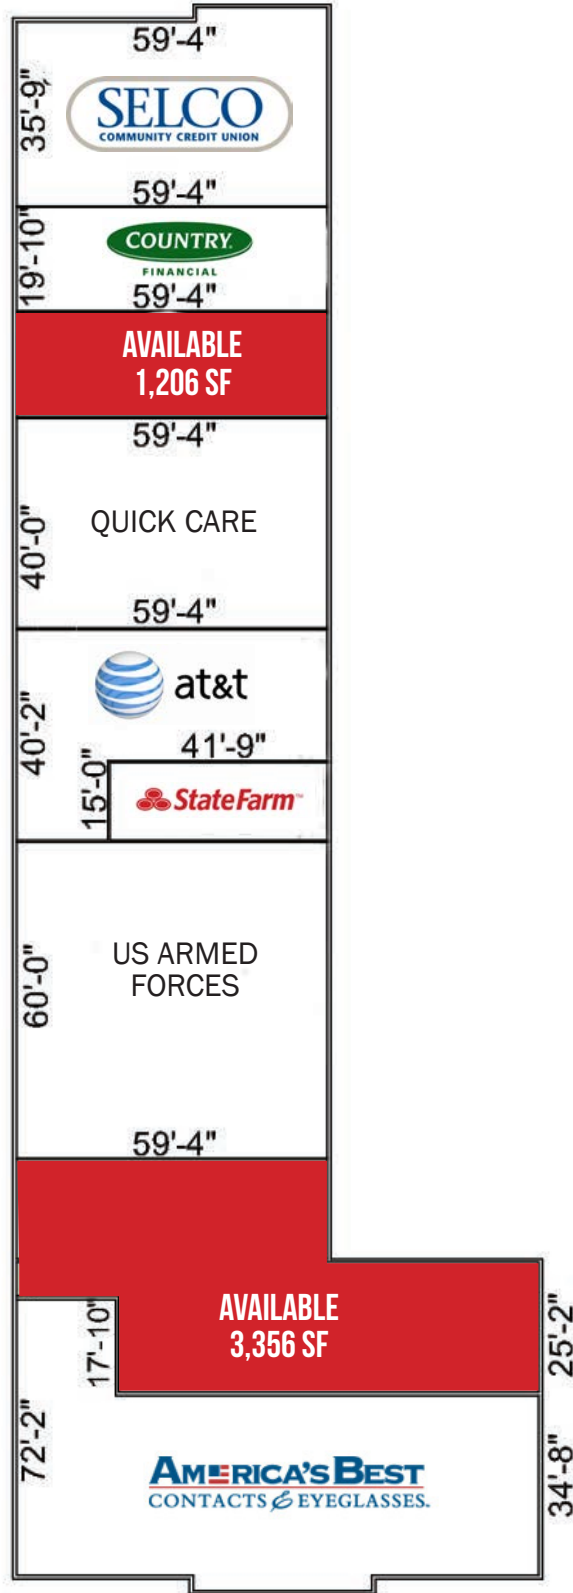 59'-4"
35'-9"
SELCO
COMMUNITY CREDIT UNION
59'-4"
19'-10"
COUNTRY
FINANCIAL
59'-4"
AVAILABLE
1,206 SF
59'-4"
40'-0"
QUICK CARE
59'-4"
40'-2"
at&t
41'-9"
15'-0"
StateFarm™
60'-0"
US ARMED
FORCES
59'-4"
AVAILABLE
3,356 SF
17'-10"
25'-2"
72'-2"
AMERICA'S BEST
CONTACTS & EYEGLASSES.
34'-8"